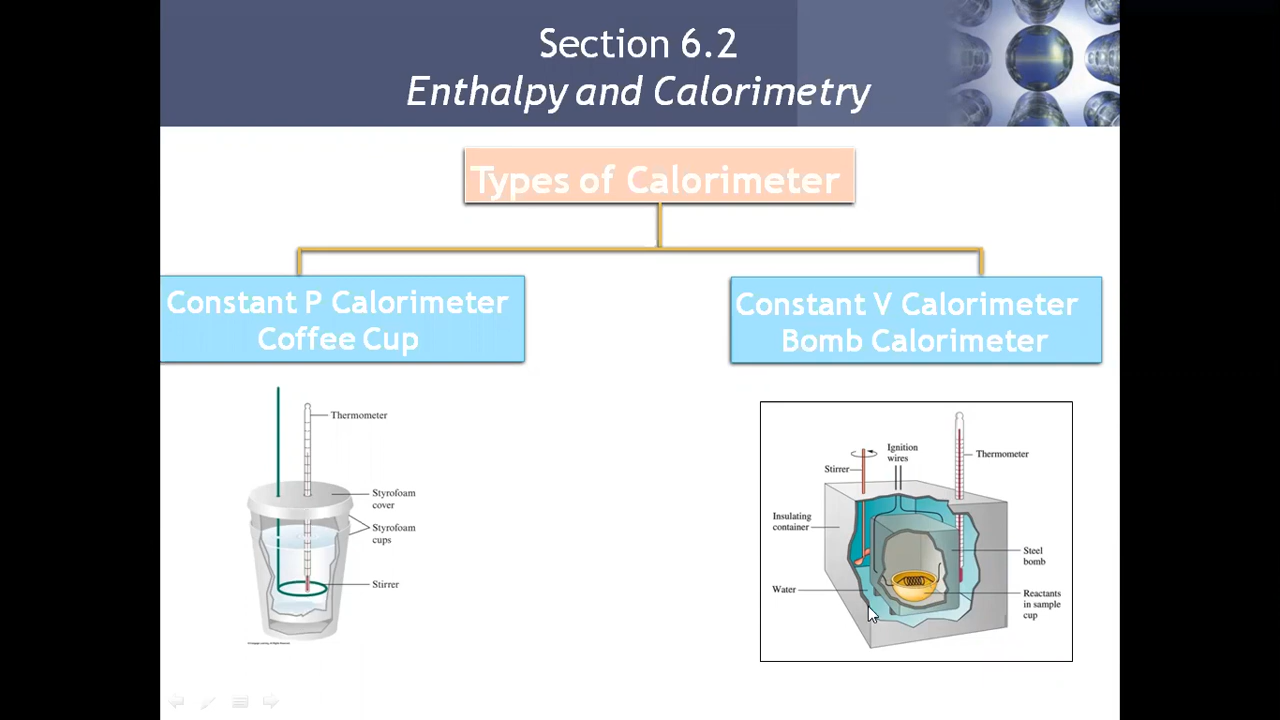 Section 6.2
Enthalpy and Calorimetry
Types of Calorimeter
Constant P Calorimeter
Coffee Cup
Constant V Calorimeter
Bomb Calorimeter
Thermometer
Styrofoam
cover
Styrofoam
cups
Stirrer
Ignition
wires
Thermometer
Stirrer
Insulating
container
Steel
bomb
Water
Reactants
in sample
cup